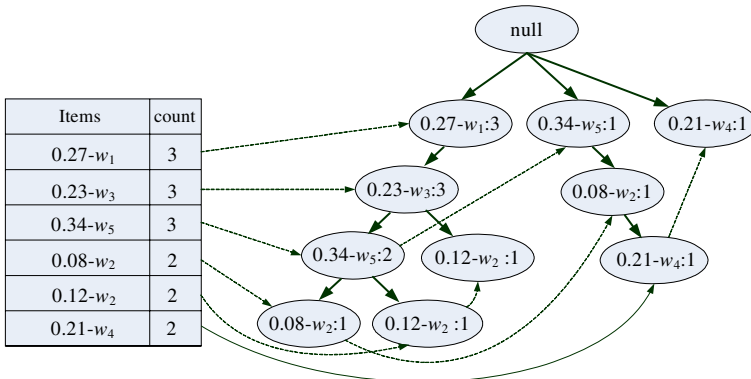 null
Items count
0.27-w1 3
0.23-w3 3
0.34-w5 3
0.08-w2 2
0.12-w2 2
0.21-w4 2
0.27-w1:3 0.34-w5:1 0.21-w4:1
0.23-w3:3 0.08-w2:1
0.34-w5:2 0.12-w2 :1 0.21-w4:1
0.08-w2:1 0.12-w2 :1